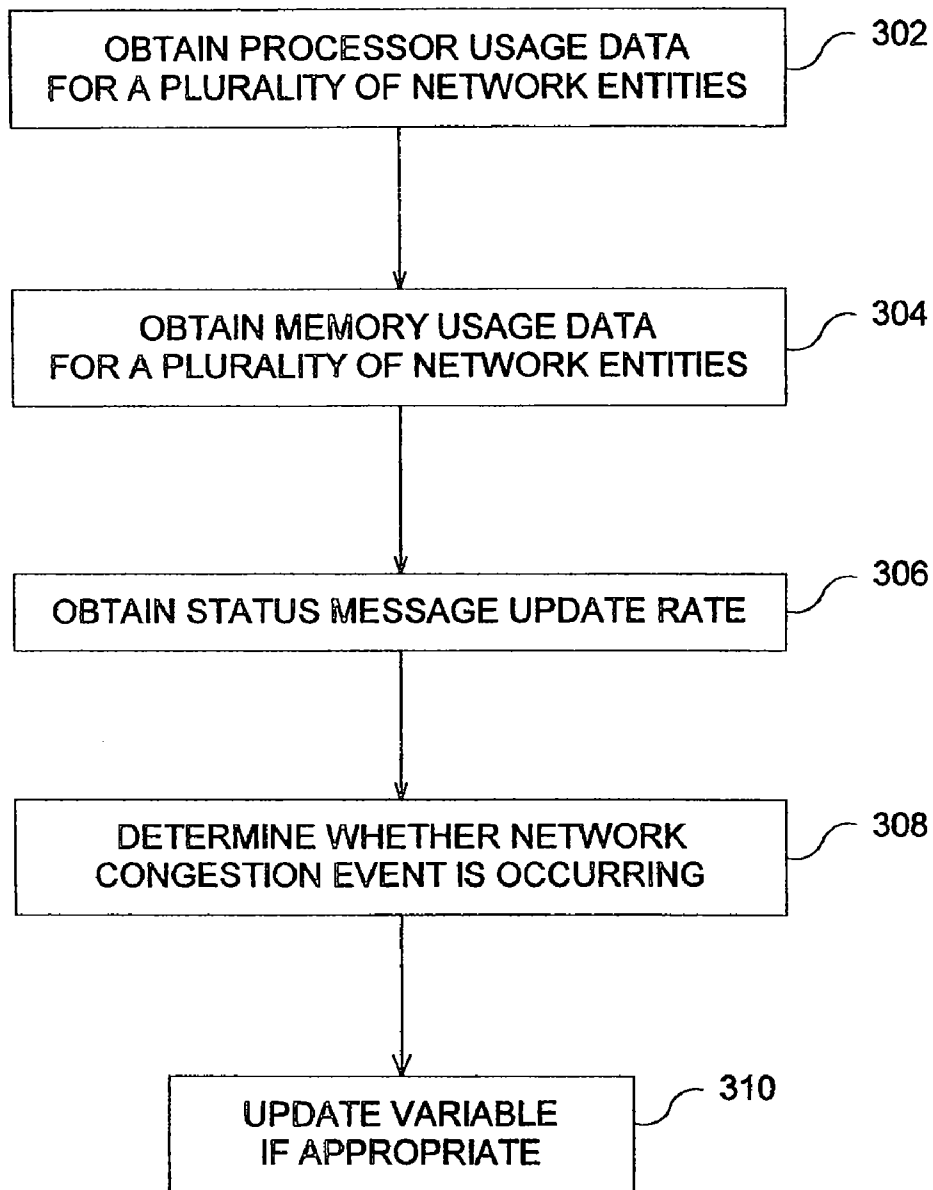 OBTAIN PROCESSOR USAGE DATA
FOR A PLURALITY OF NETWORK ENTITIES
302
OBTAIN MEMORY USAGE DATA
FOR A PLURALITY OF NETWORK ENTITIES
304
OBTAIN STATUS MESSAGE UPDATE RATE
306
DETERMINE WHETHER NETWORK
CONGESTION EVENT IS OCCURRING
308
UPDATE VARIABLE
IF APPROPRIATE
310